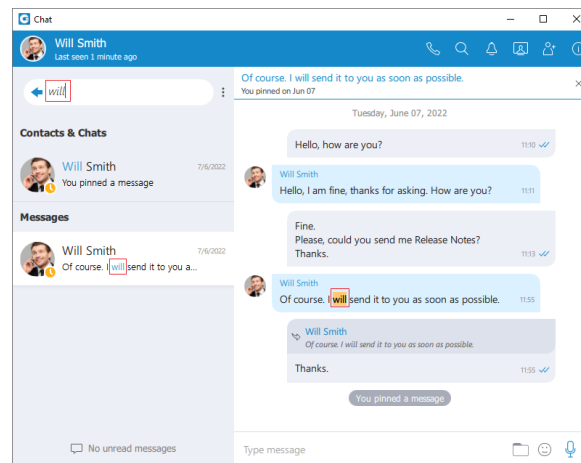 Chat
Will Smith
Last seen 1 minute ago
will
Contacts & Chats
Will Smith
7/6/2022
You pinned a message
Messages
Will Smith
7/6/2022
Of course. I will send it to you a...
No unread messages
Of course. I will send it to you as soon as possible.
You pinned on Jun 07
Tuesday, June 07, 2022
Hello, how are you?
11:10
Will Smith
Hello, I am fine, thanks for asking. How are you?
11:11
Fine.
Please, could you send me Release Notes?
Thanks.
11:13
Will Smith
Of course. I will send it to you as soon as possible.
11:55
Will Smith
Of course. I will send it to you as soon as possible.
Thanks.
11:55
You pinned a message
Type message